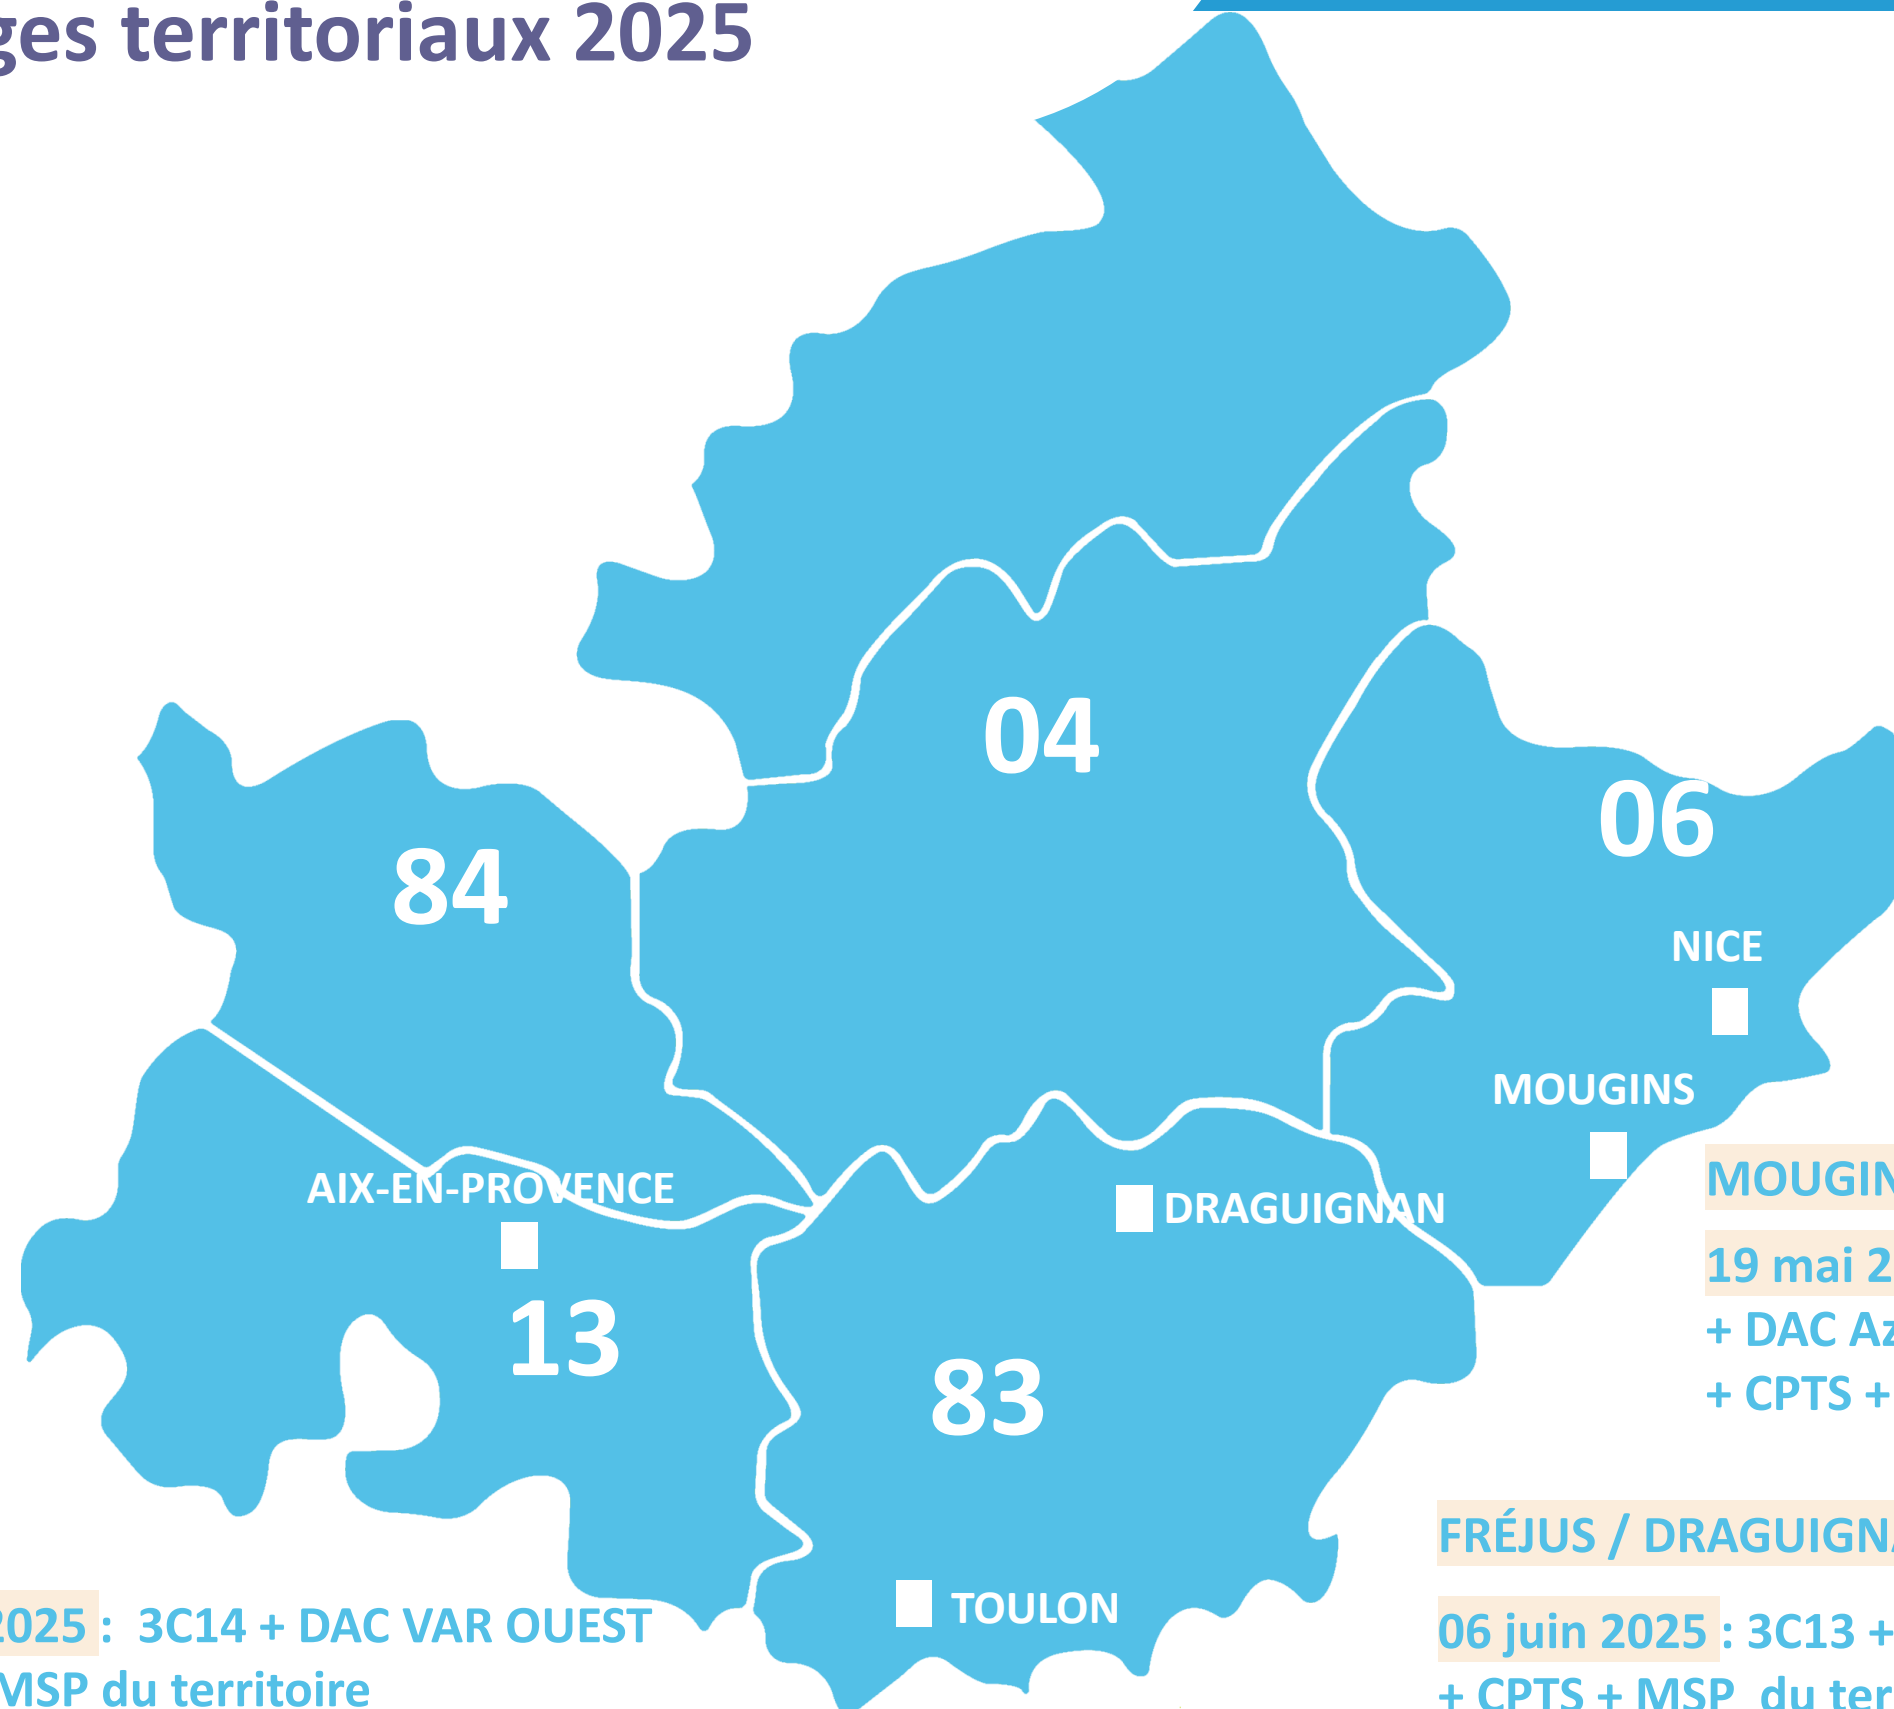 ges territoriaux 2025
04
06
84
NICE
MOUGINS
AIX-EN-PROVENCE
DRAGUIGNAN
13
83
TOULON
MOUGIN
19 mai 2
+ DAC Az
+ CPTS +
FRÉJUS / DRAGUIGNA
06 juin 2025 : 3C13 +
+ CPTS + MSP du ter
2025 : 3C14 + DAC VAR OUEST
MSP du territoire